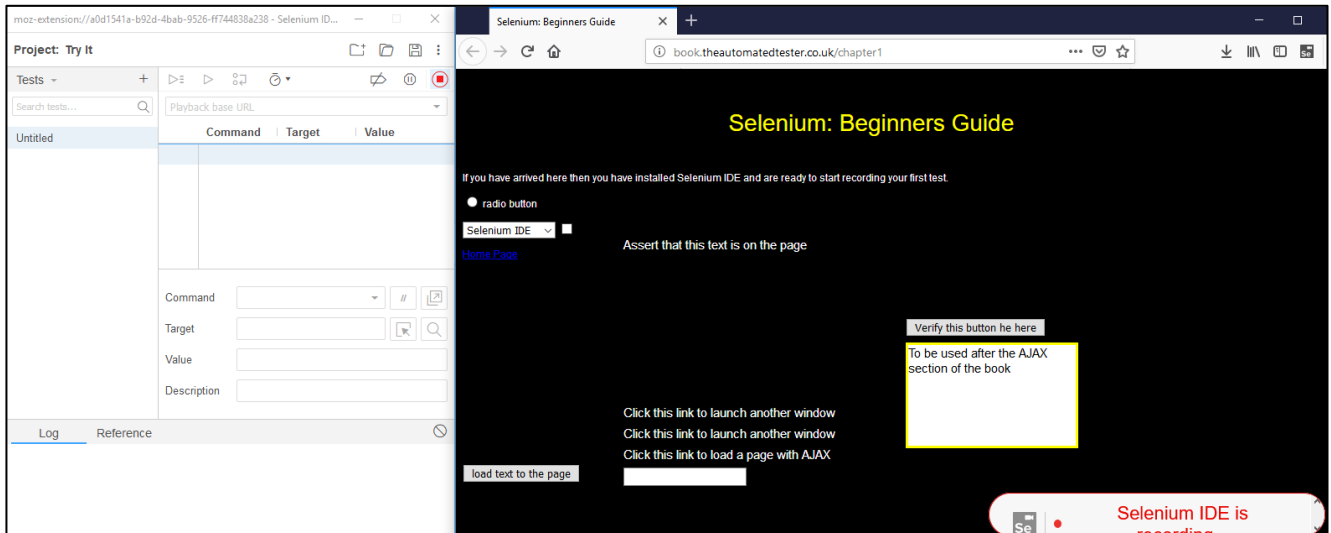 moz-extension://a0d1541a-b92d-4bab-9526-ff744838a238 - Selenium ID...
Project: Try It
Tests
Search tests...
Untitled
Playback base URL
Command Target Value
Command
//
Target
Value
Description
Log Reference
Selenium: Beginners Guide
book.theautomatedtester.co.uk/chapter1
Se
Selenium: Beginners Guide
If you have arrived here then you have installed Selenium IDE and are ready to start recording your first test.
radio button
Selenium IDE
Home Page
Assert that this text is on the page
Verify this button he here
To be used after the AJAX
section of the book
Click this link to launch another window
Click this link to launch another window
Click this link to load a page with AJAX
load text to the page
Se
Selenium IDE is
recording